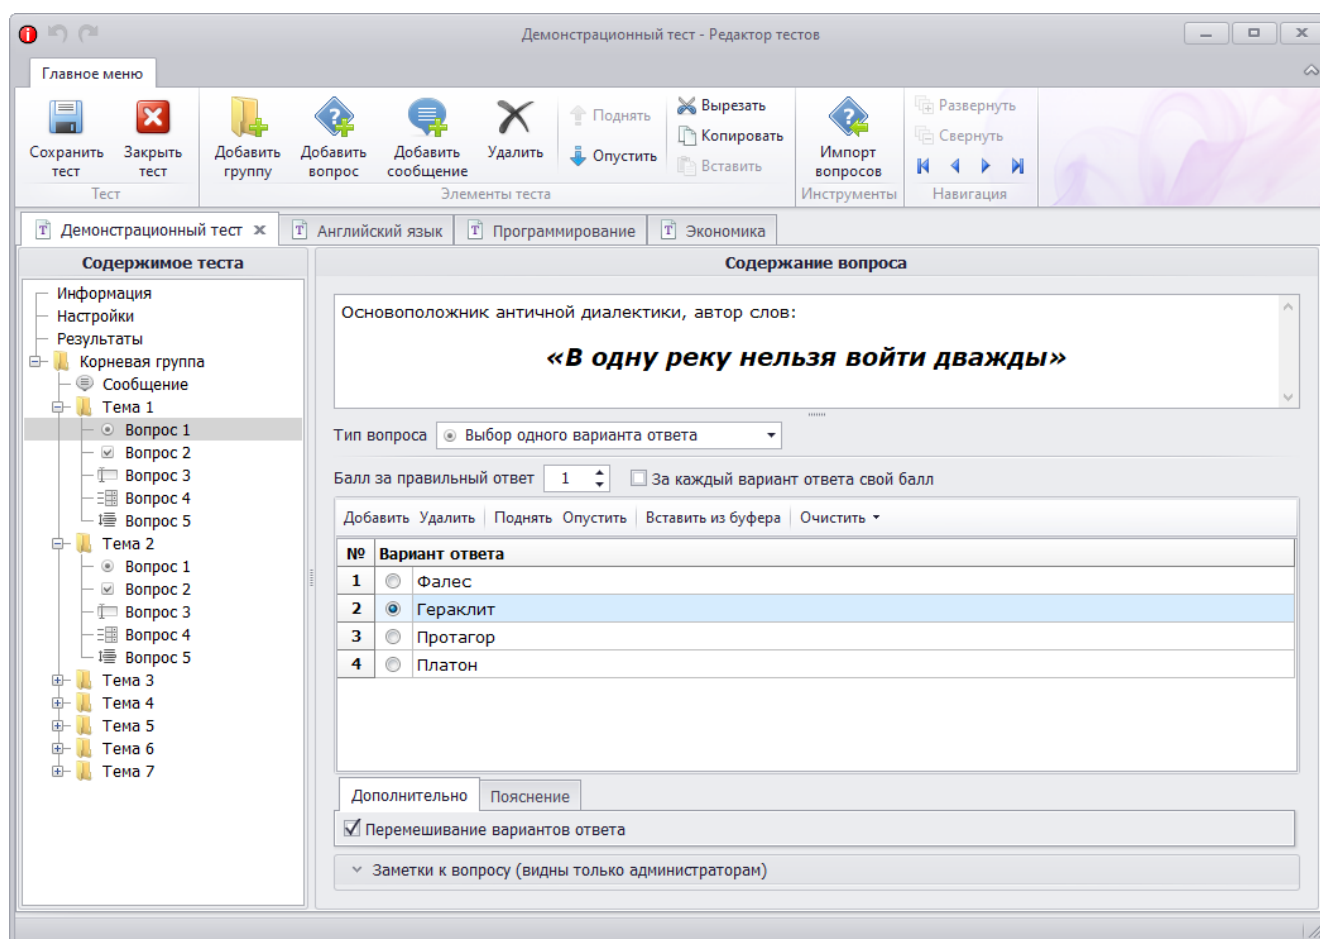 Демонстрационный тест - Редактор тестов
Главное меню
Сохранить тест
Закрыть тест
Добавить группу
Добавить вопрос
Добавить сообщение
Удалить
Поднять
Опустить
Вырезать
Копировать
Вставить
Импорт вопросов
Развернуть
Свернуть
Тест
Элементы теста
Инструменты
Навигация
Демонстрационный тест
Английский язык
Программирование
Экономика
Содержимое теста
Информация
Настройки
Результаты
Корневая группа
Сообщение
Тема 1
Вопрос 1
Вопрос 2
Вопрос 3
Вопрос 4
Вопрос 5
Тема 2
Вопрос 1
Вопрос 2
Вопрос 3
Вопрос 4
Вопрос 5
Тема 3
Тема 4
Тема 5
Тема 6
Тема 7
Содержание вопроса
Основоположник античной диалектики, автор слов:
«В одну реку нельзя войти дважды»
Тип вопроса Выбор одного варианта ответа
Балл за правильный ответ 1 За каждый вариант ответа свой балл
Добавить Удалить Поднять Опустить Вставить из буфера Очистить
№ Вариант ответа
1 Фалес
2 Гераклит
3 Протагор
4 Платон
Дополнительно Пояснение
Перемешивание вариантов ответа
Заметки к вопросу (видны только администраторам)